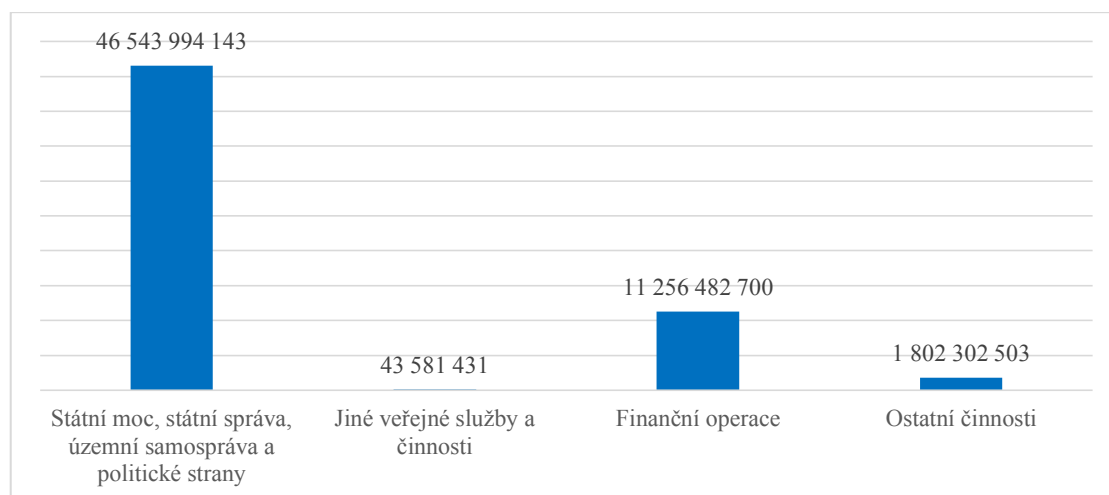 46 543 994 143
43 581 431
11 256 482 700
1 802 302 503
Státní moc, státní správa,
územní samospráva a
politické strany
Jiné veřejné služby a
činnosti
Finanční operace
Ostatní činnosti